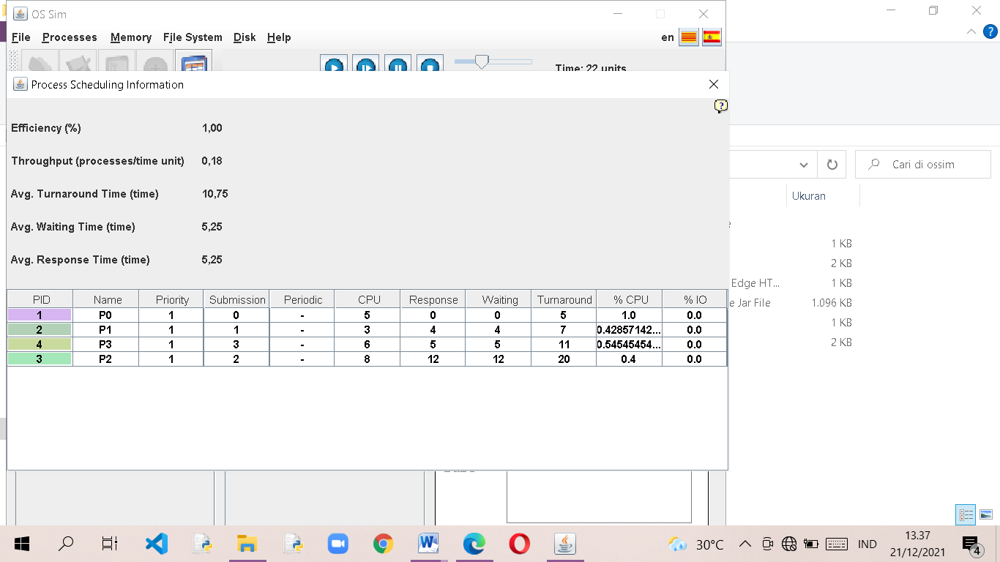 OS Sim
File Processes Memory File System Disk Help en
Time: 22 units
Process Scheduling Information
Efficiency (%) 1,00
Throughput (processes/time unit) 0,18
Avg. Turnaround Time (time) 10,75
Avg. Waiting Time (time) 5,25
Avg. Response Time (time) 5,25
PID Name Priority Submission Periodic CPU Response Waiting Turnaround % CPU % IO
1 P0 1 0 - 5 0 0 5 1.0 0.0
2 P1 1 1 - 3 4 4 7 0.42857142... 0.0
4 P3 1 3 - 6 5 5 11 0.54545454... 0.0
3 P2 1 2 - 8 12 12 20 0.4 0.0
Cari di ossim
Ukuran
1 KB
2 KB
Edge HT... 1 KB
e Jar File 1.096 KB
1 KB
2 KB
30°C IND 13.37
21/12/2021
4